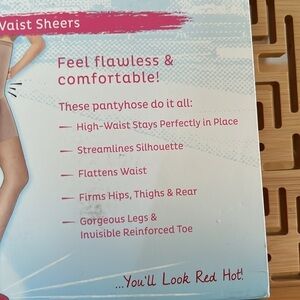 Waist Sheers
Feel flawless &
comfortable!
These pantyhose do it all:
— High-Waist Stays Perfectly in Place
— Streamlines Silhouette
— Flattens Waist
— Firms Hips, Thighs & Rear
— Gorgeous Legs &
Invisible Reinforced Toe
...You'll Look Red Hot!